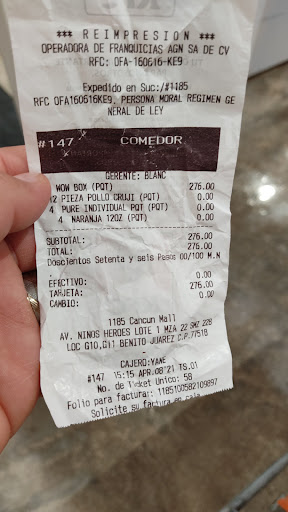 *** REIMPRESION ***
OPERADORA DE FRANQUICIAS AGN SA DE CV
RFC: OFA-160616-KE9
Expedido en Suc:/#1185
RFC OFA160616KE9, PERSONA MORAL REGIMEN GE
NERAL DE LEY
#147 COMEDOR
GERENTE: BLANC
WOW BOX (PQT) 276.00
12 PIEZA POLLO CRUJI (PQT) 0.00
4 PURE INDIVIDUAL PQT (PQT) 0.00
4 NARANJA 12OZ (PQT) 0.00
SUBTOTAL: 276.00
TOTAL: 276.00
Doscientos Setenta y seis Pesos 00/100 M.N
EFECTIVO: 0.00
TARJETA: 276.00
CAMBIO: 0.00
1185 Cancun Mall
AV. NINOS HEROES LOTE 1 MZA 22 SMZ 228
LOC G10,G11 BENITO JUAREZ C.P.77518
CAJERO:YANE
#147 15:15 APR.08'21 TS.01
No. de Ticket Unico: 58
Folio para factura:: 1185100582109897
Solicite su factura en caja